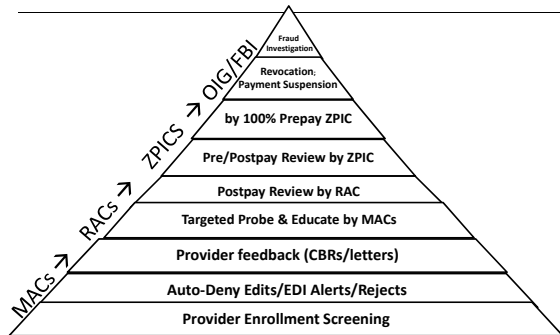 Fraud
Investigation
Revocation;
Payment Suspension
by 100% Prepay ZPIC
Pre/Postpay Review by ZPIC
Postpay Review by RAC
Targeted Probe & Educate by MACs
Provider feedback (CBRs/letters)
Auto-Deny Edits/EDI Alerts/Rejects
Provider Enrollment Screening
MACs → RACs → ZPICS → OIG/FBI